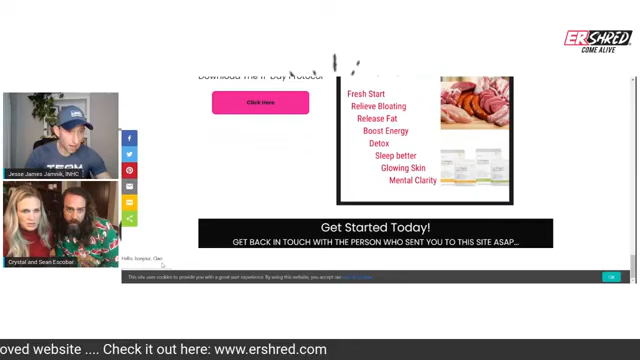 ER SHRED
COME ALIVE
Download The 11-Day Protocol
Click Here
Fresh Start
Relieve Bloating
Release Fat
Boost Energy
Detox
Sleep better
Glowing Skin
Mental Clarity
TEAM
Jesse James Jamnik, INHC
Crystal and Sean Escobar
Get Started Today!
GET BACK IN TOUCH WITH THE PERSON WHO SENT YOU TO THIS SITE ASAP...
Hello, bonjour, Ciao
This site uses cookies to provide you with a great user experience. By using this website, you accept our
OK
oved website .... Check it out here: www.ershred.com